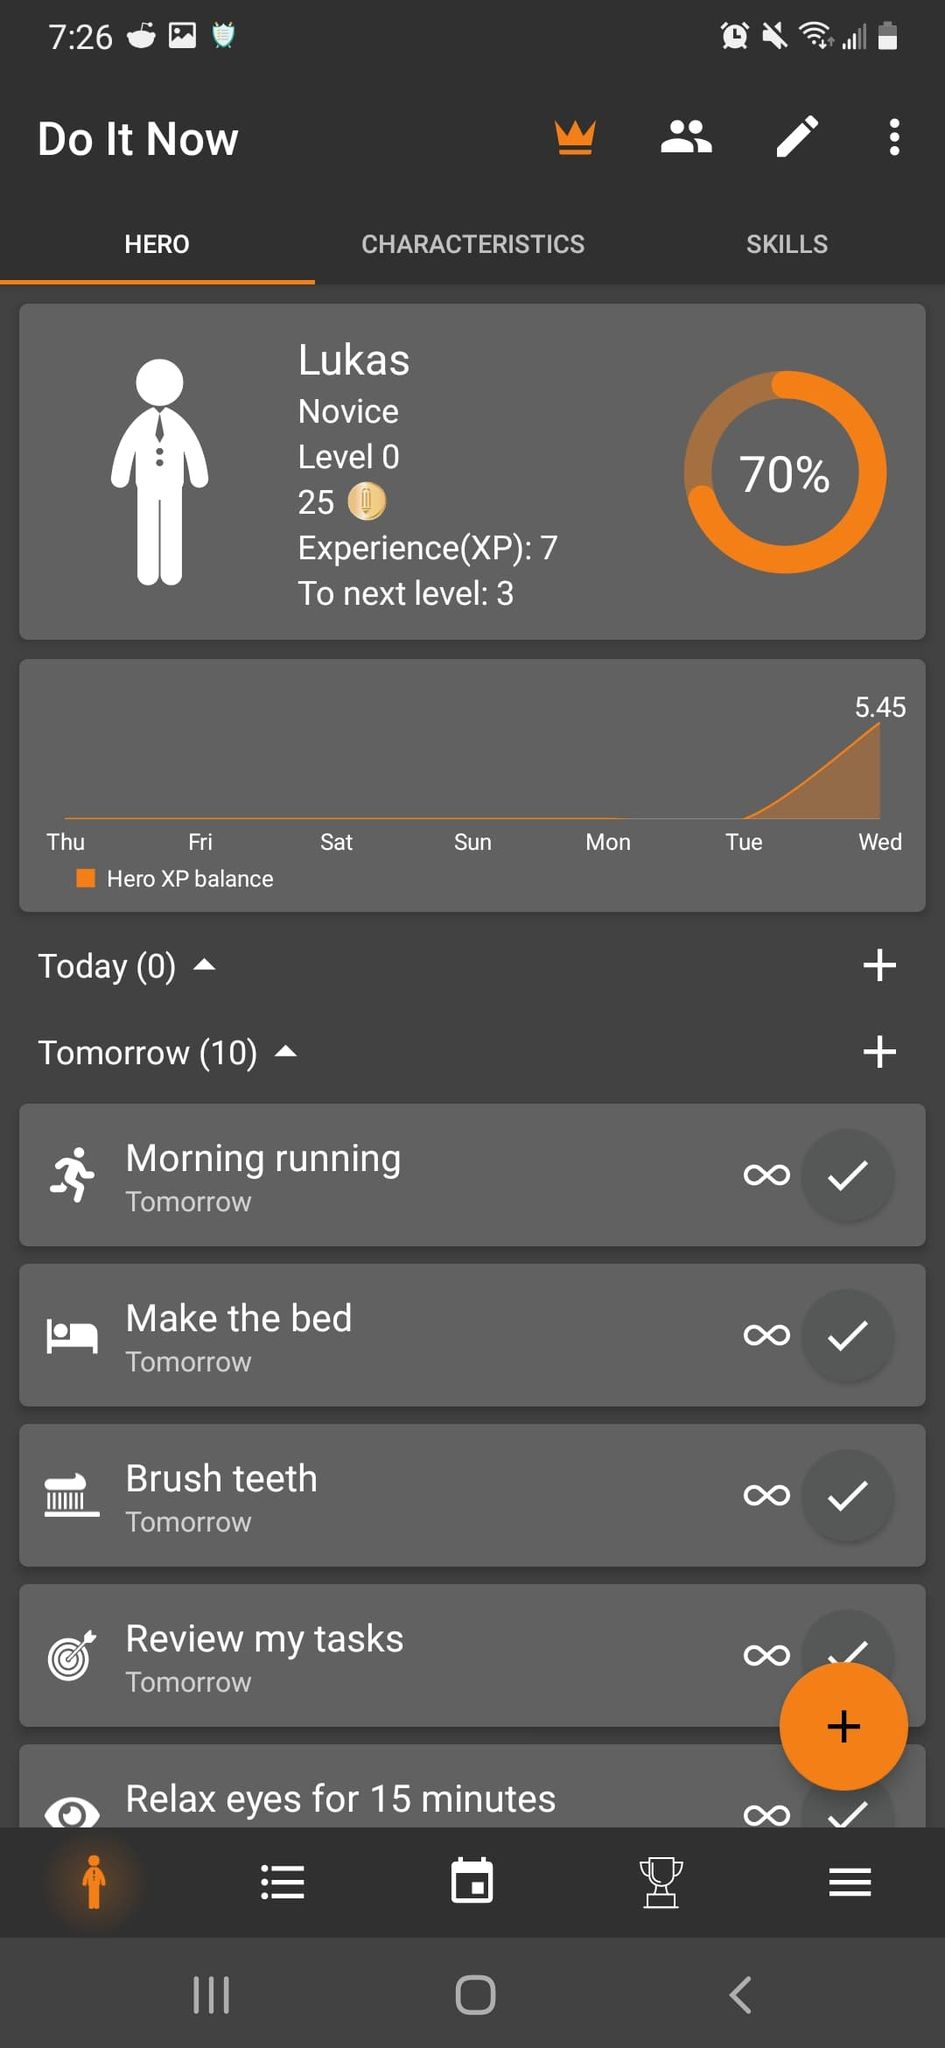 7:26
Do It Now
HERO CHARACTERISTICS SKILLS
Lukas
Novice
Level 0
25
Experience(XP): 7
To next level: 3
70%
5.45
Thu Fri Sat Sun Mon Tue Wed
Hero XP balance
Today (0)
Tomorrow (10)
Morning running
Tomorrow
Make the bed
Tomorrow
Brush teeth
Tomorrow
Review my tasks
Tomorrow
Relax eyes for 15 minutes